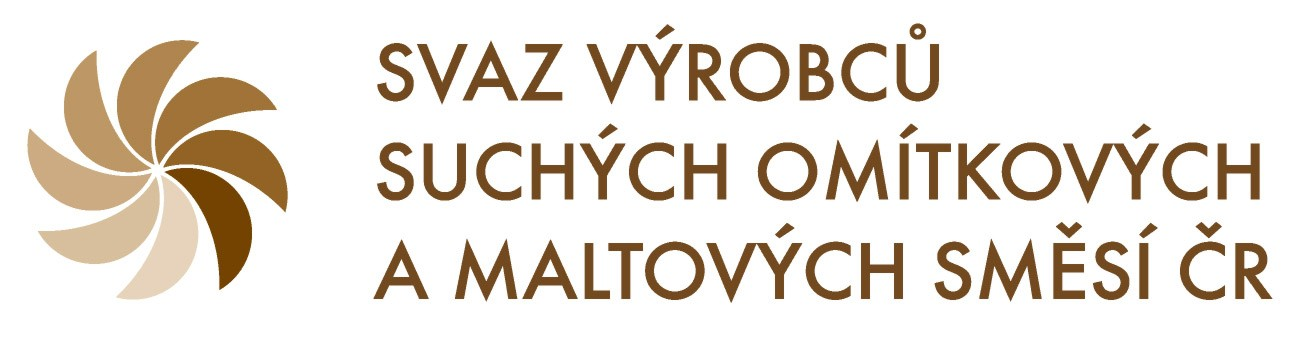 SVAZ VÝROBCŮ
SUCHÝCH OMÍTKOVÝCH
A MALTOVÝCH SMĚSÍ ČR